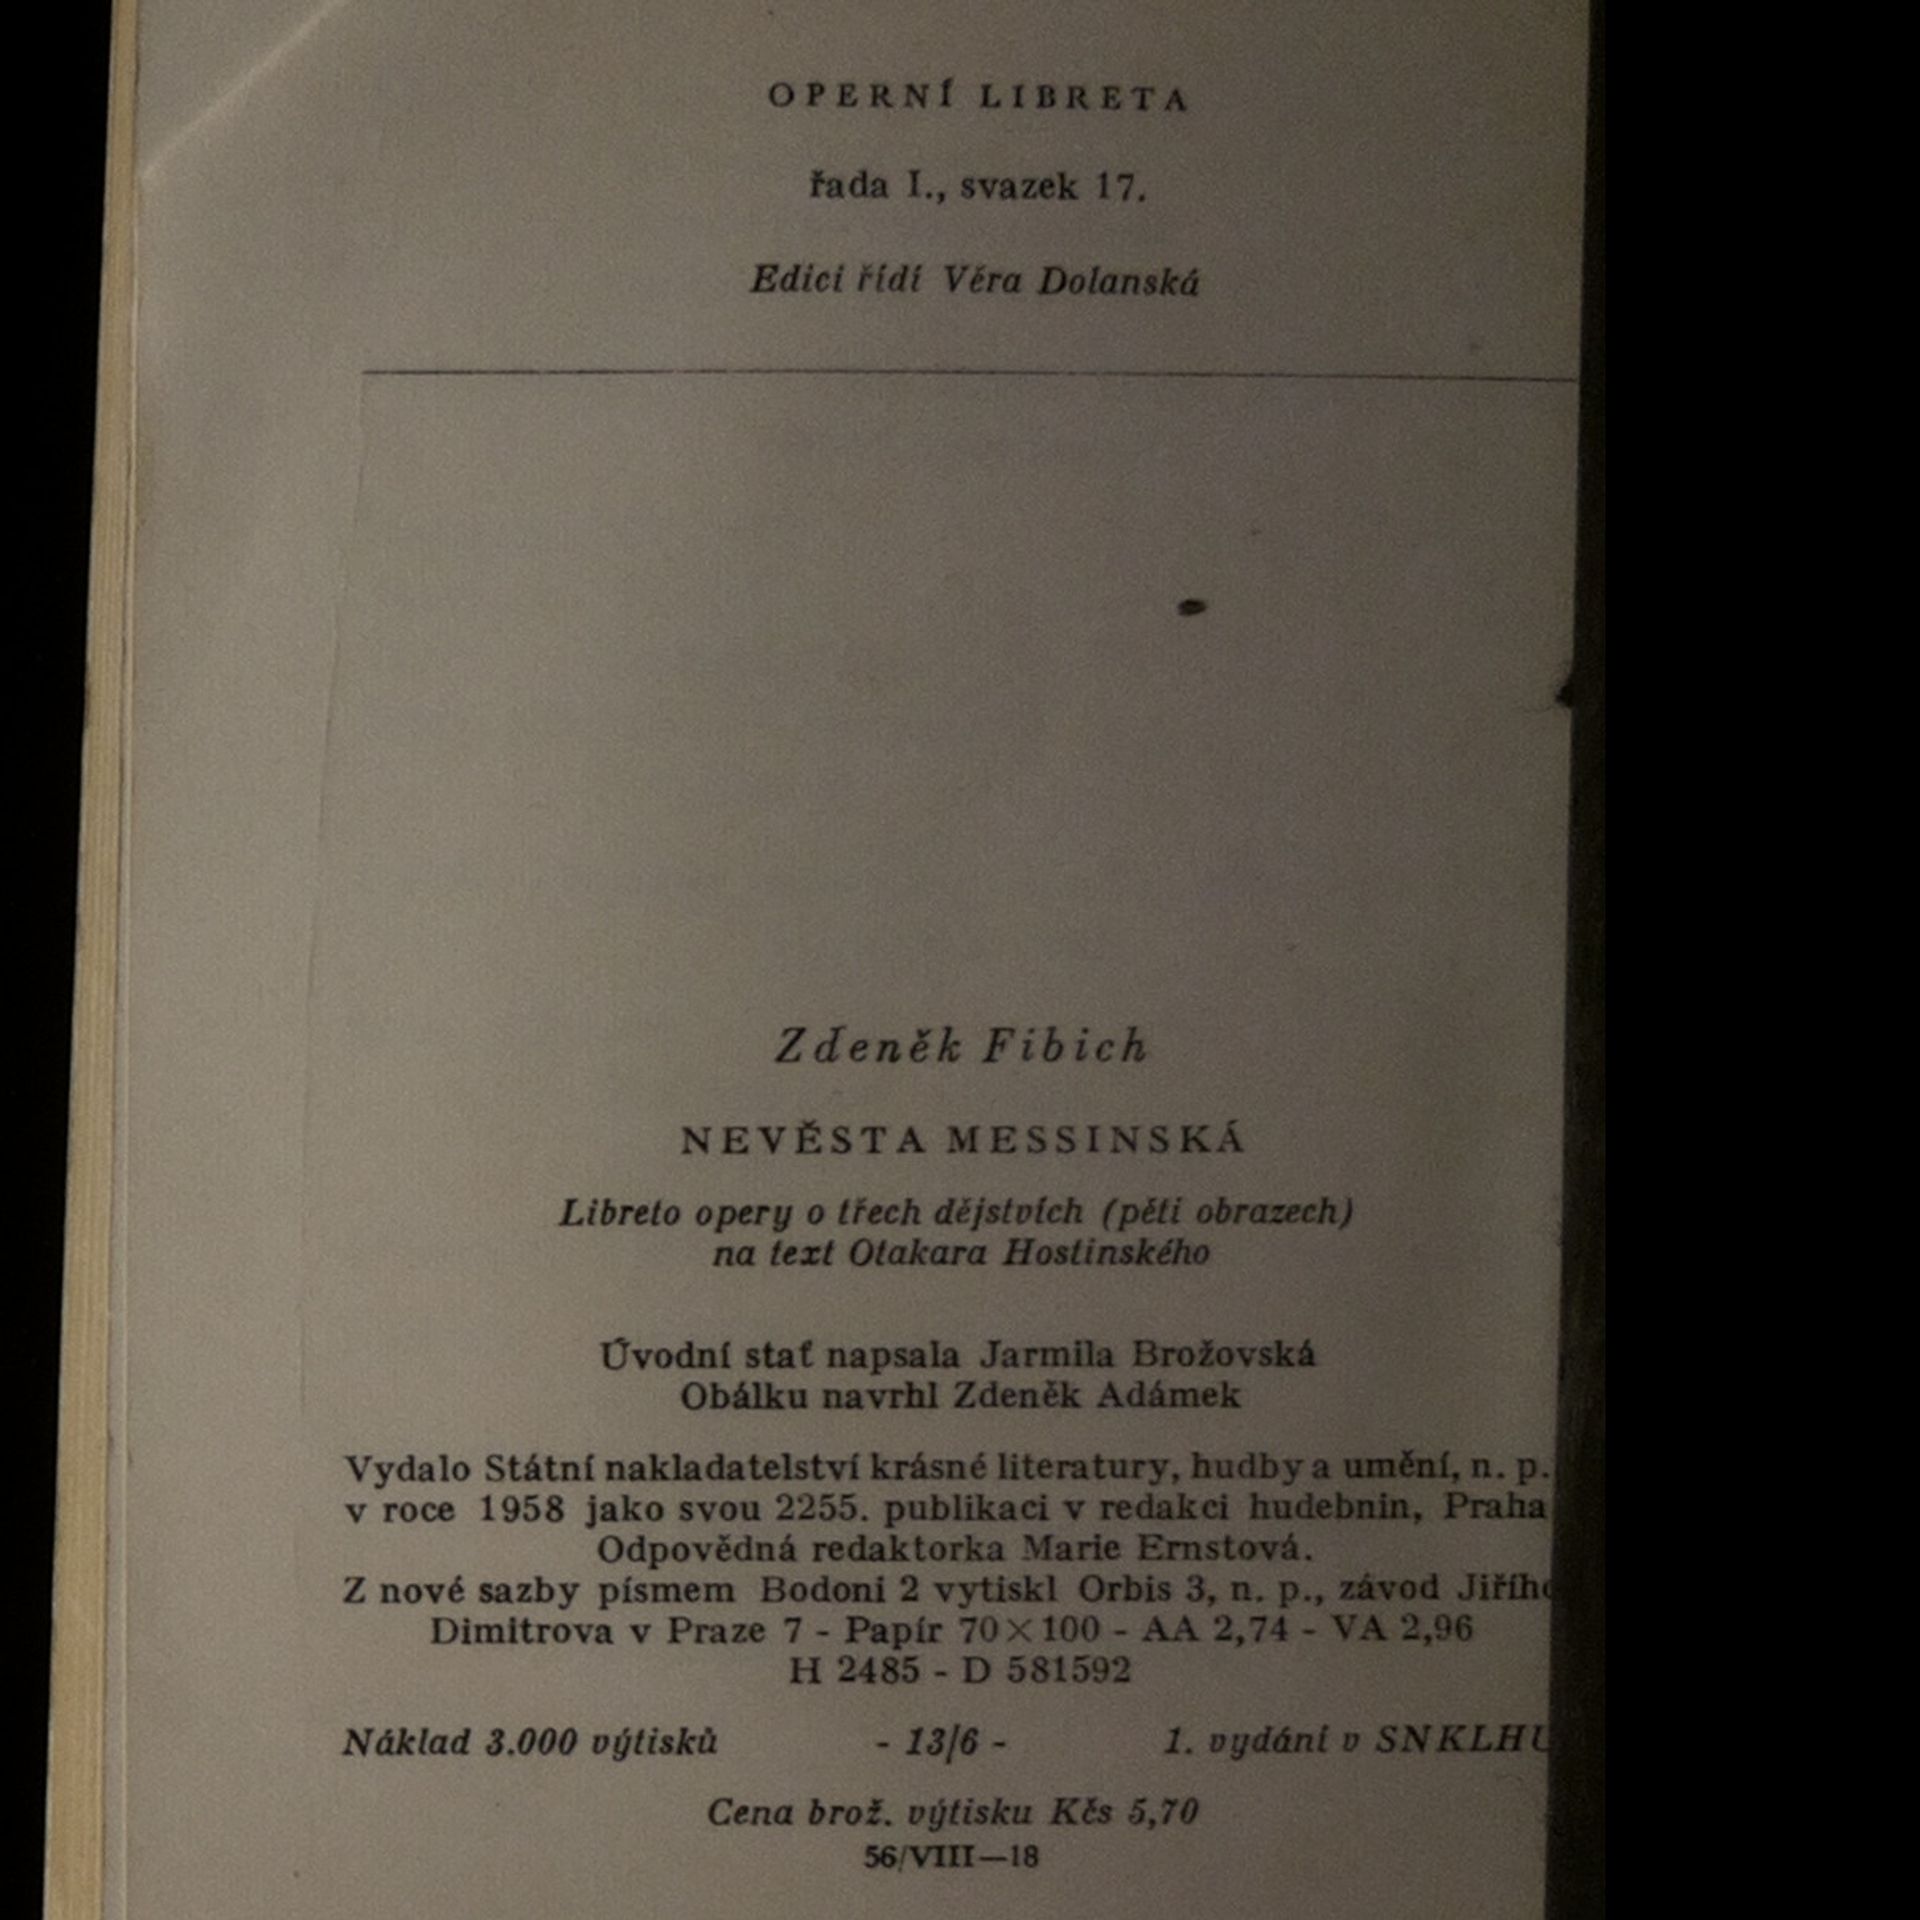 OPERNÍ LIBRETA
řada I., svazek 17.
Edici řídí Věra Dolanská
Zdeněk Fibich
NEVĚSTA MESSINSKÁ
Libreto opery o třech dějstvích (pěti obrazech)
na text Otakara Hostinského
Úvodní stať napsala Jarmila Brožovská
Obálku navrhl Zdeněk Adámek
Vydalo Státní nakladatelství krásné literatury, hudby a umění, n. p.
v roce 1958 jako svou 2255. publikaci v redakci hudebnin, Praha
Odpovědná redaktorka Marie Ernstová.
Z nové sazby písmem Bodoni 2 vytiskl Orbis 3, n. p., závod Jiřího
Dimitrova v Praze 7 - Papír 70×100 - AA 2,74 - VA 2,96
H 2485 - D 581592
Náklad 3.000 výtisků - 13/6 - 1. vydání v SNKLHU
Cena brož. výtisku Kčs 5,70
56/VIII—18